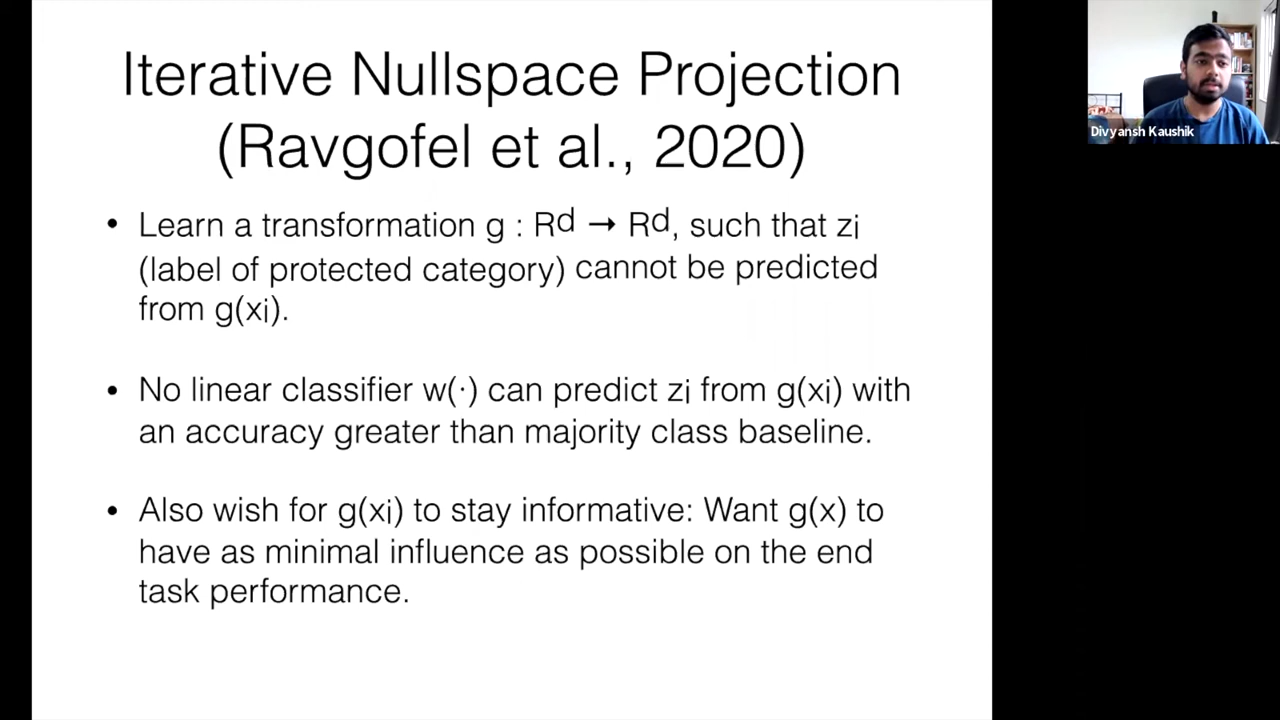 Iterative Nullspace Projection
(Ravgofel et al., 2020)
• Learn a transformation g : Rd → Rd, such that zi
(label of protected category) cannot be predicted
from g(xi).
• No linear classifier w(·) can predict zi from g(xi) with
an accuracy greater than majority class baseline.
• Also wish for g(xi) to stay informative: Want g(x) to
have as minimal influence as possible on the end
task performance.
Divyansh Kaushik